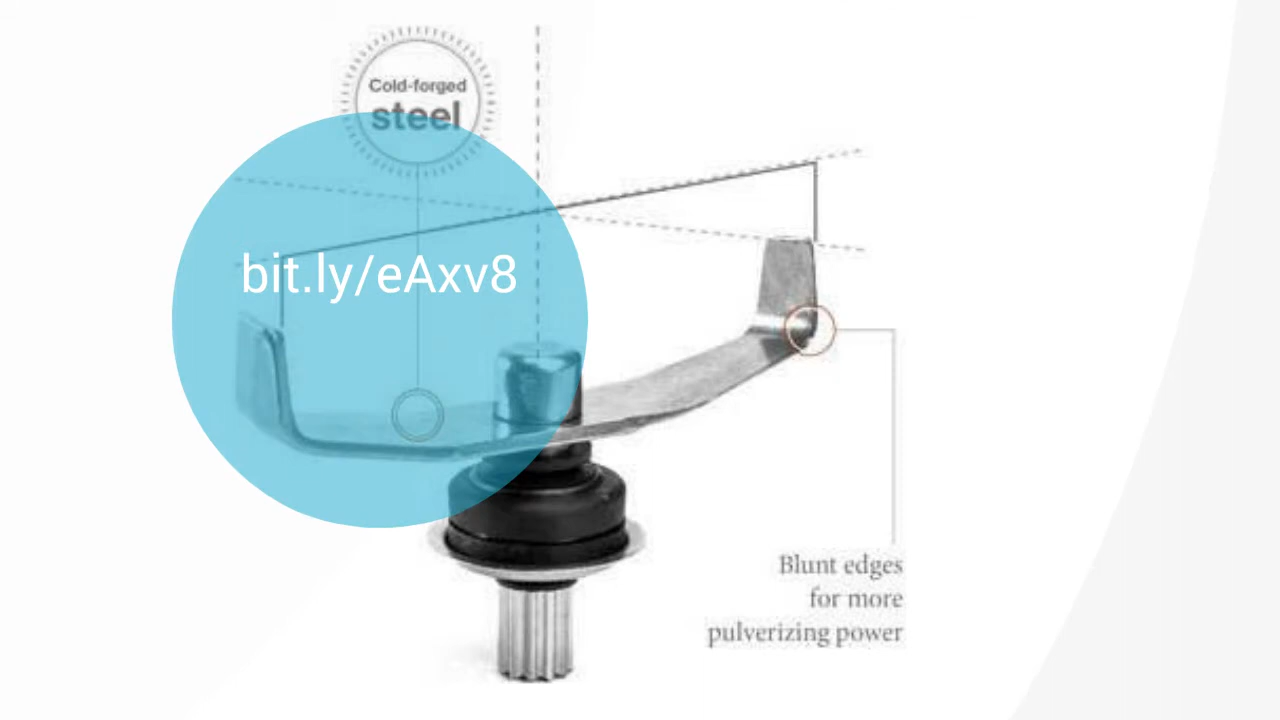 Cold-forged
steel
bit.ly/eAxv8
Blunt edges
for more
pulverizing power